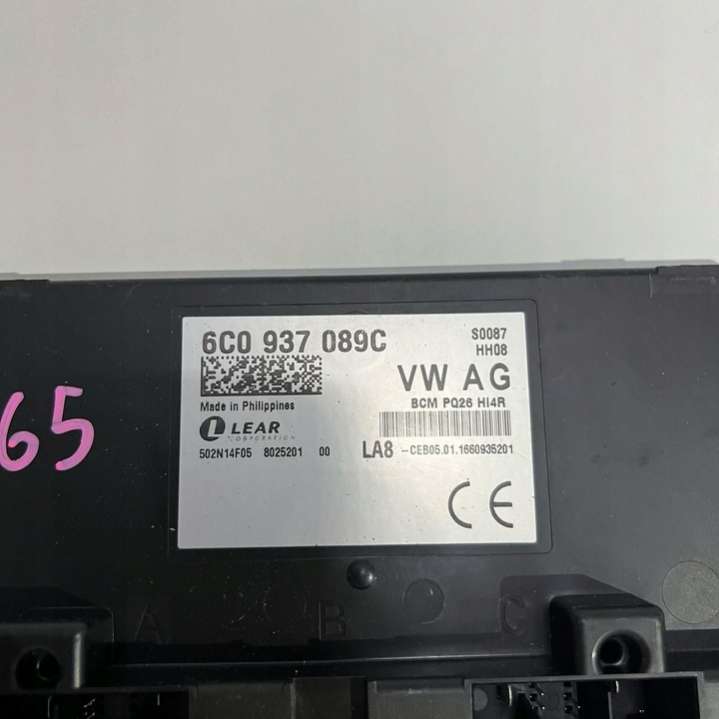 6C0 937 089C
S0087
HH08
VW AG
Made in Philippines
BCM PQ26 HI4R
LEAR
CORPORATION
502N14F05 8025201 00
LA8 -CEB05.01.1660935201
CE
65
A B C